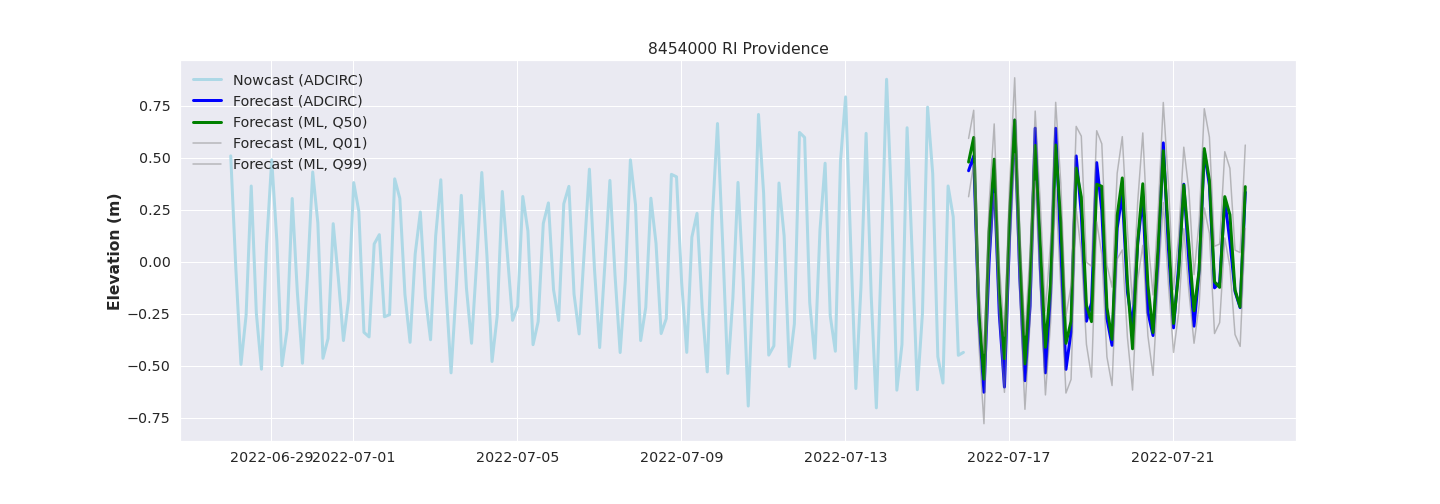 8454000 RI Providence
Nowcast (ADCIRC)
Forecast (ADCIRC)
Forecast (ML, Q50)
Forecast (ML, Q01)
Forecast (ML, Q99)
Elevation (m)
0.75
0.50
0.25
0.00
−0.25
−0.50
−0.75
2022-06-29 2022-07-01 2022-07-05 2022-07-09 2022-07-13 2022-07-17 2022-07-21